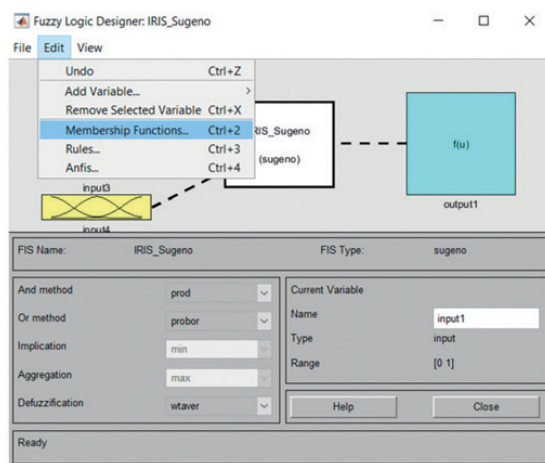 Fuzzy Logic Designer: IRIS_Sugeno
File Edit View
Undo Ctrl+Z
Add Variable... >
Remove Selected Variable Ctrl+X
Membership Functions... Ctrl+2
Rules... Ctrl+3
Anfis... Ctrl+4
RIS_Sugeno
(sugeno)
f(u)
input3
output1
input4
FIS Name: IRIS_Sugeno FIS Type: sugeno
And method prod
Or method probor
Implication min
Aggregation max
Defuzzification wtaver
Current Variable
Name input1
Type input
Range [0 1]
Help Close
Ready